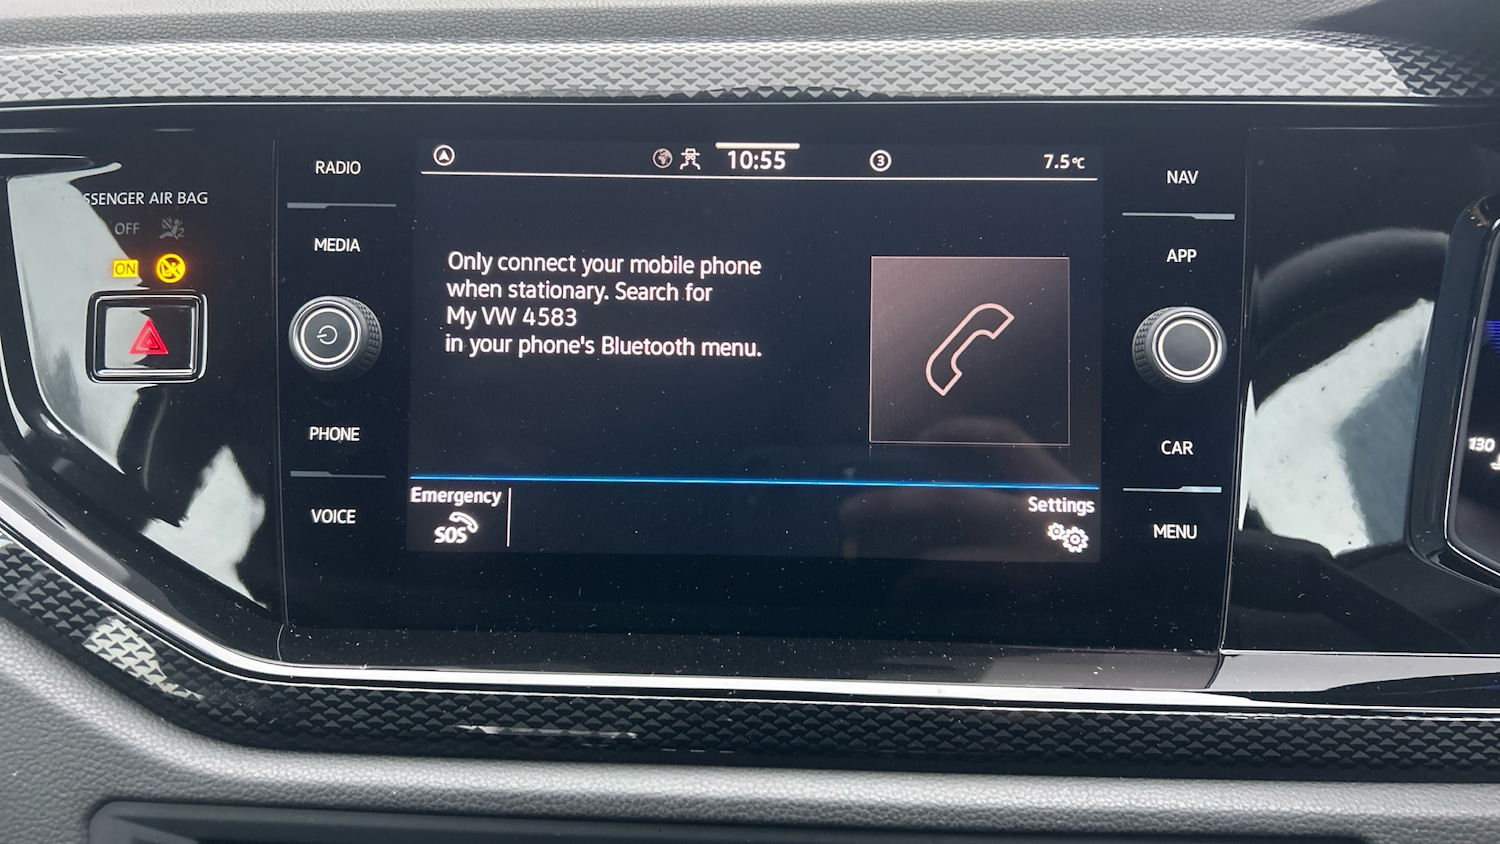 10:55
3
7.5°C
SSENGER AIR BAG
OFF
2
ON
RADIO
MEDIA
PHONE
VOICE
Only connect your mobile phone
when stationary. Search for
My VW 4583
in your phone's Bluetooth menu.
Emergency
SOS
Settings
NAV
APP
CAR
MENU
130